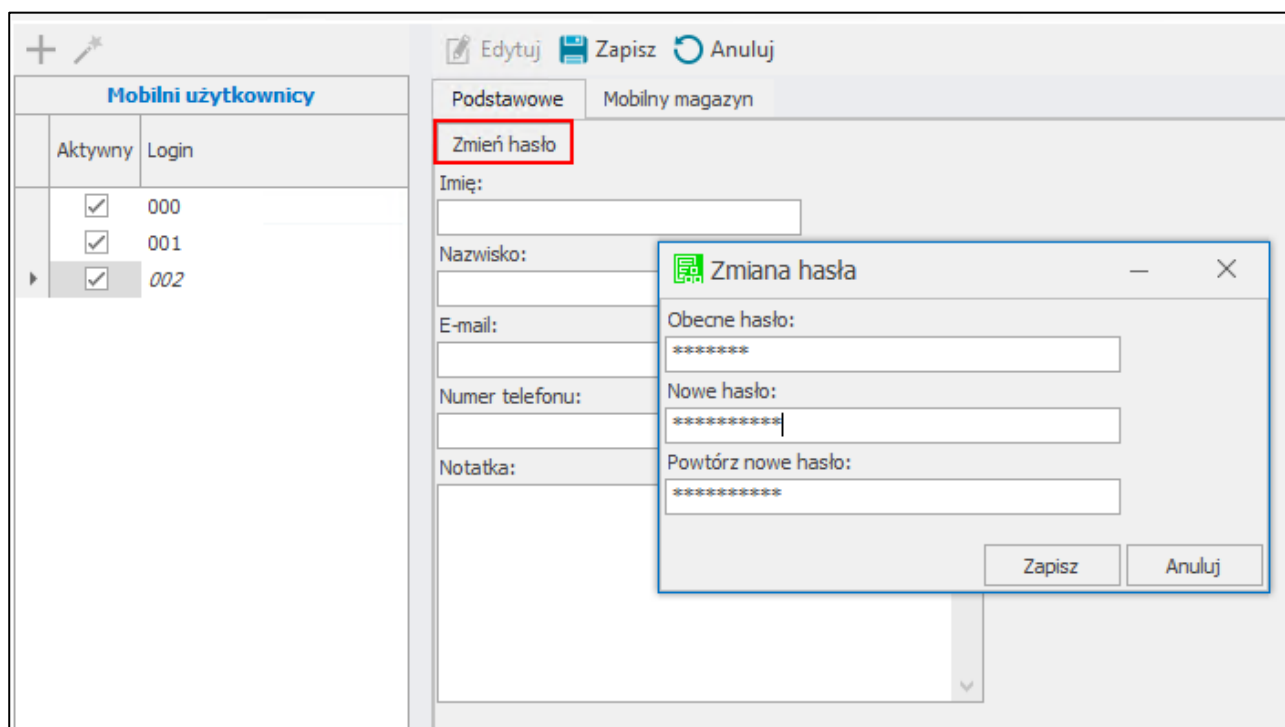 Edytuj Zapisz Anuluj
Mobilni użytkownicy
Podstawowe Mobilny magazyn
Aktywny Login
Zmień hasło
000
001
002
Imię:
Nazwisko:
E-mail:
Numer telefonu:
Notatka:
Zmiana hasła
Obecne hasło:
*******
Nowe hasło:
**********
Powtórz nowe hasło:
**********
Zapisz Anuluj